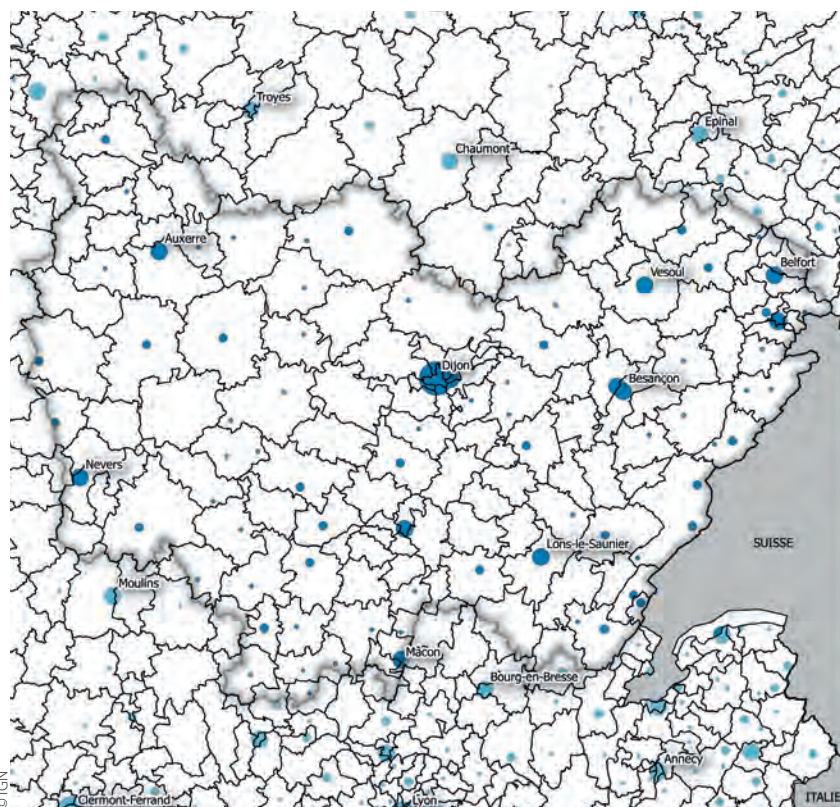 Troyes
Epinal
Chaumont
Auxerre
Belfort
Vesoul
Dijon
Besançon
Nevers
SUISSE
Lons-le-Saunier
Moulins
Mâcon
Bourg-en-Bresse
Annecy
Clermont-Ferrand
Lyon
ITALIE
© IGN